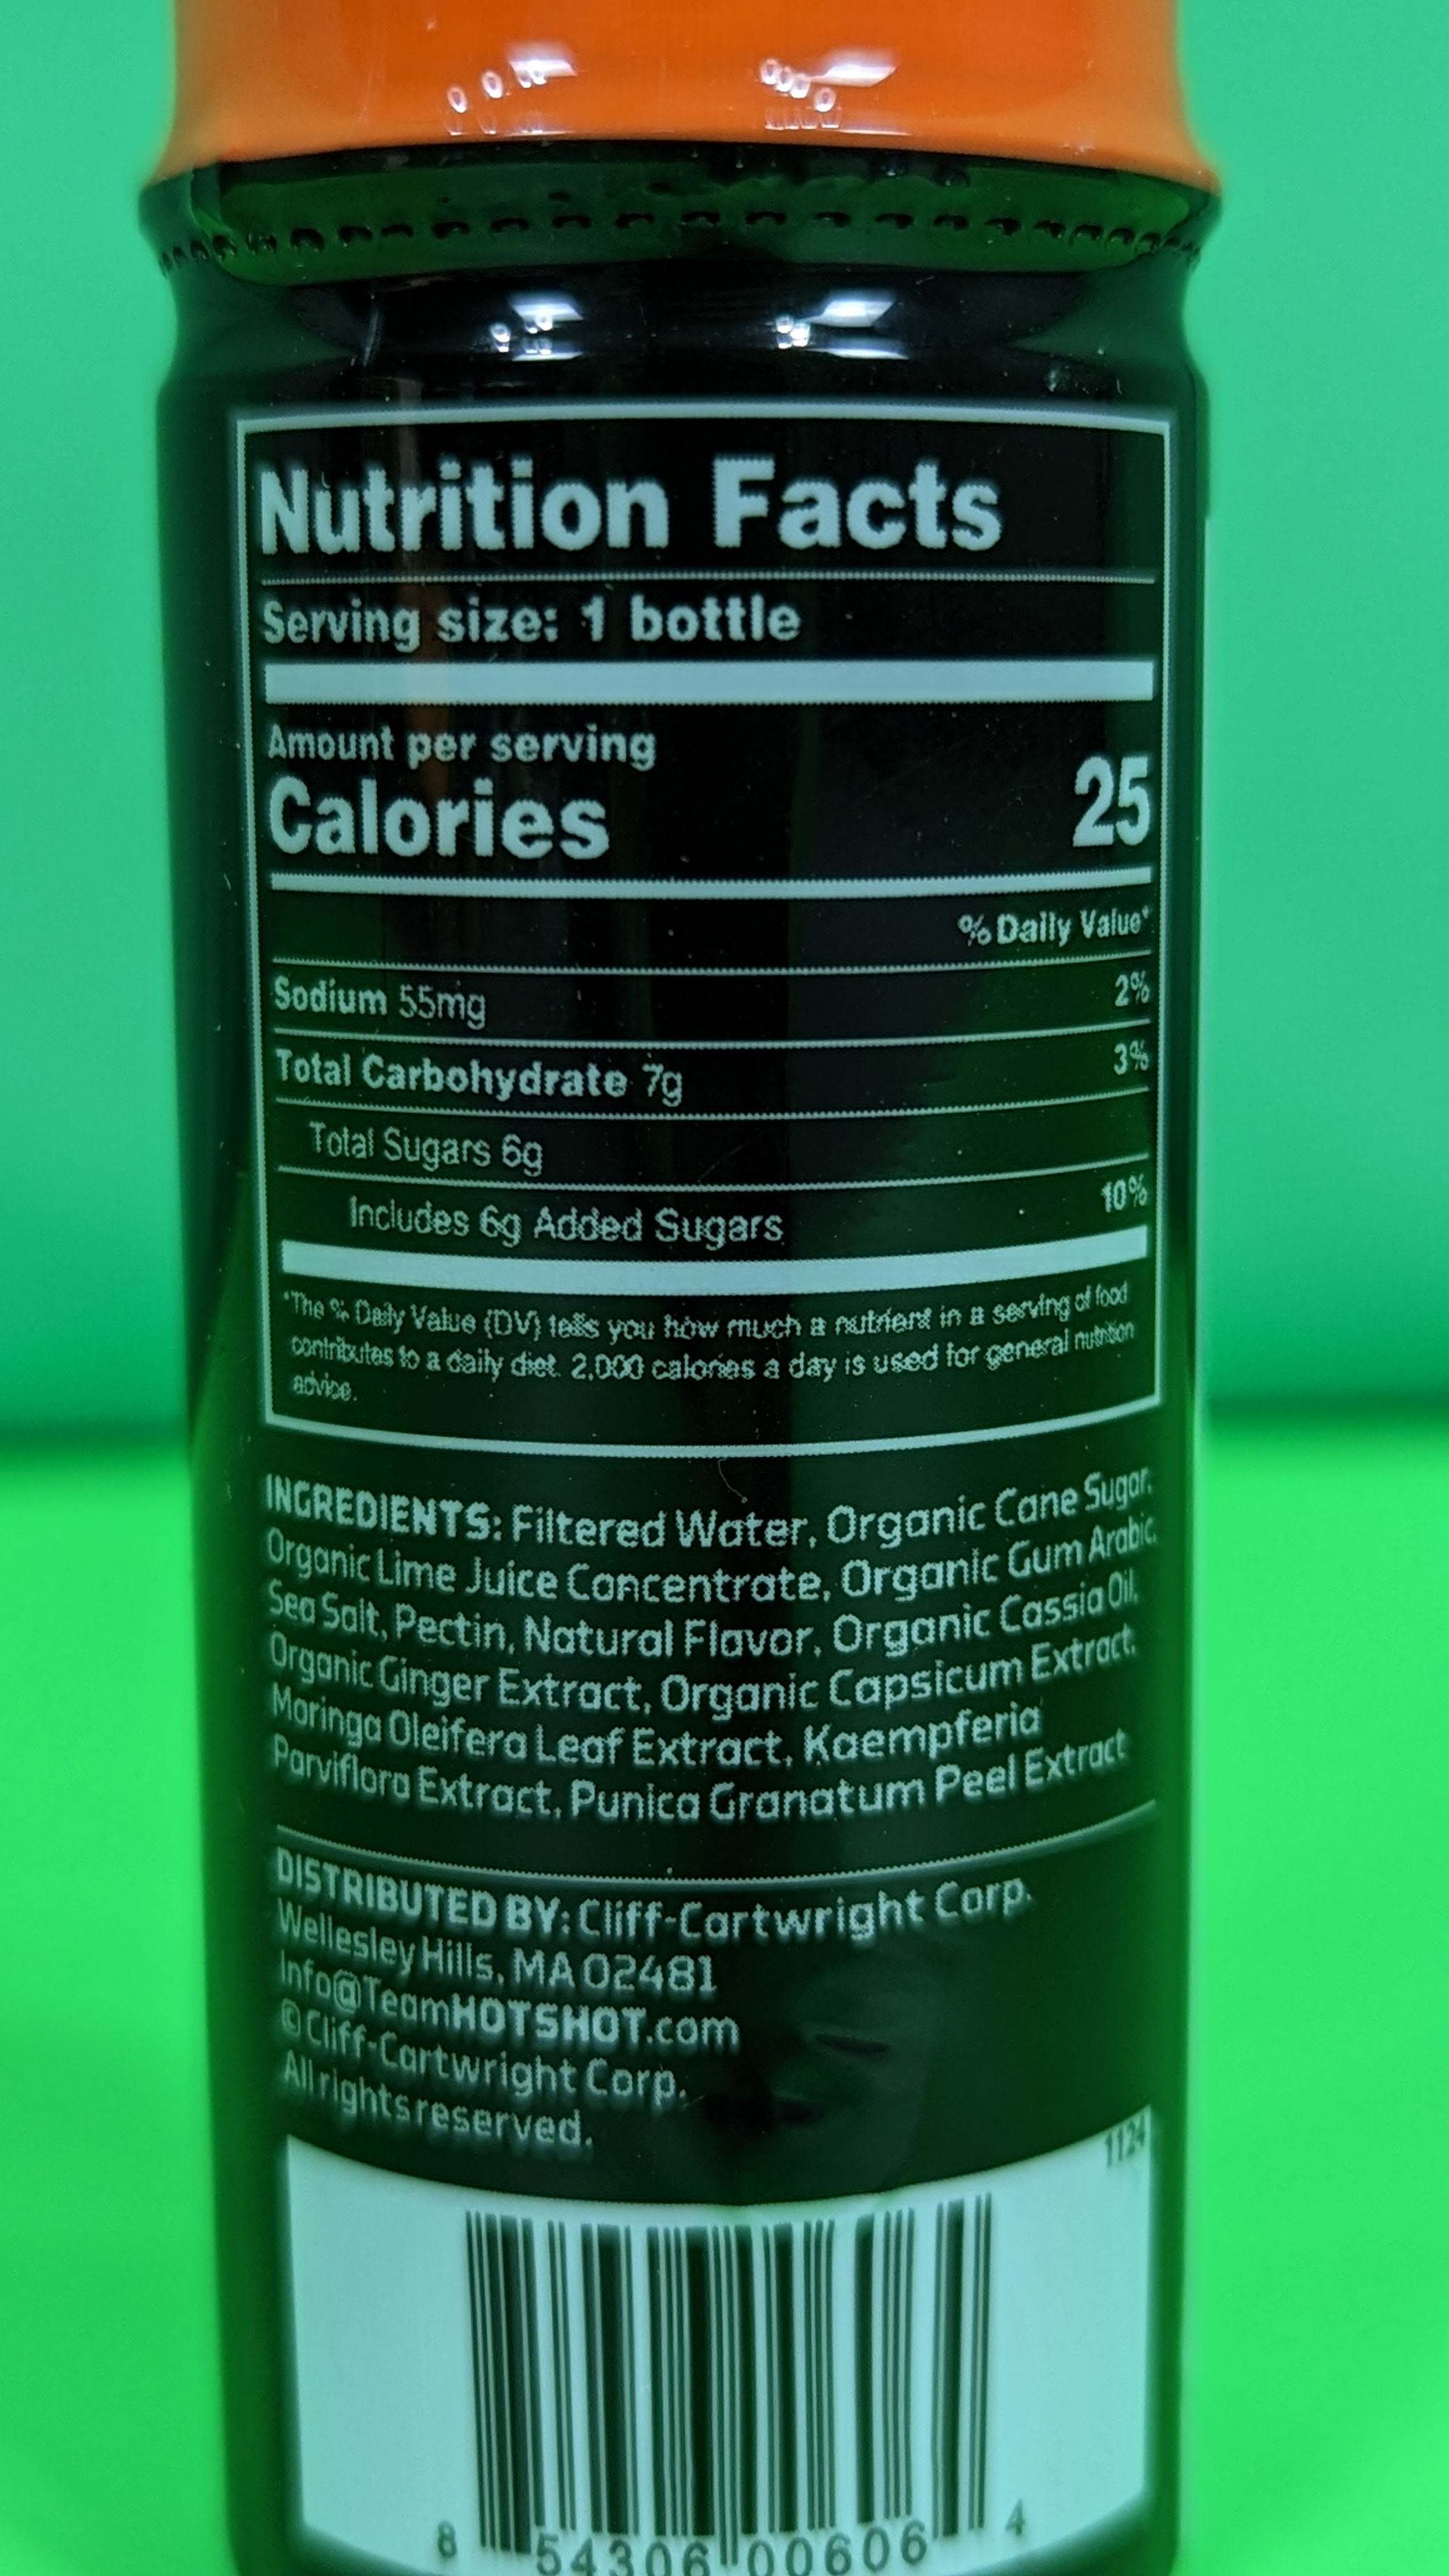 Nutrition Facts
Serving size: 1 bottle
Amount per serving
Calories 25
% Daily Value*
Sodium 55mg 2%
Total Carbohydrate 7g 3%
Total Sugars 6g
Includes 6g Added Sugars 10%
*The % Daily Value (DV) tells you how much a nutrient in a serving of food
contributes to a daily diet. 2,000 calories a day is used for general nutrition
advice.
INGREDIENTS: Filtered Water, Organic Cane Sugar,
Organic Lime Juice Concentrate, Organic Gum Arabic,
Sea Salt, Pectin, Natural Flavor, Organic Cassia Oil,
Organic Ginger Extract, Organic Capsicum Extract,
Moringa Oleifera Leaf Extract, Kaempferia
Parviflora Extract, Punica Granatum Peel Extract
DISTRIBUTED BY: Cliff-Cartwright Corp.
Wellesley Hills, MA 02481
Info@TeamHOTSHOT.com
© Cliff-Cartwright Corp.
All rights reserved.
1124
8 54306 00606 4